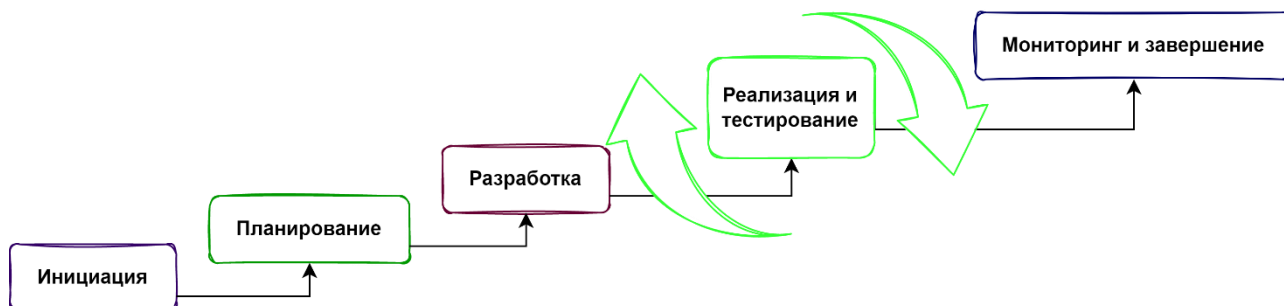 Мониторинг и завершение
Реализация и
тестирование
Разработка
Планирование
Инициация